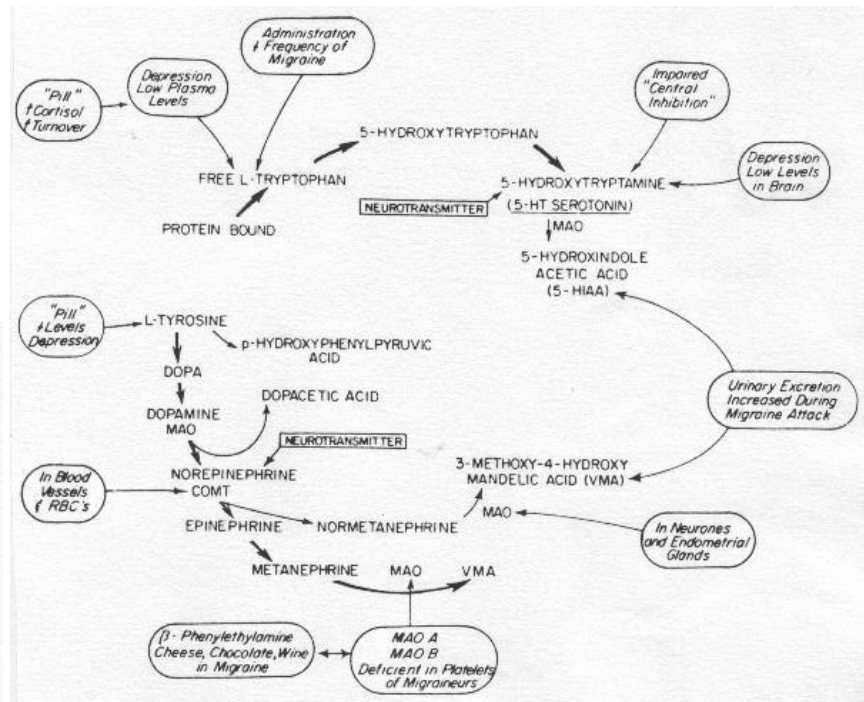 Administration
↓ Frequency of
Migraine
Depression
Low Plasma
Levels
"Pill"
↑ Cortisol
↑ Turnover
Impaired
"Central
Inhibition"
5-HYDROXYTRYPTOPHAN
FREE L-TRYPTOPHAN
5-HYDROXYTRYPTAMINE
(5-HT SEROTONIN)
Depression
Low Levels
in Brain
NEUROTRANSMITTER
PROTEIN BOUND
MAO
5-HYDROXINDOLE
ACETIC ACID
(5-HIAA)
"Pill"
↓ Levels
Depression
L-TYROSINE
p-HYDROXYPHENYLPYRUVIC
ACID
DOPA
DOPACETIC ACID
DOPAMINE
MAO
NEUROTRANSMITTER
Urinary Excretion
Increased During
Migraine Attack
In Blood
Vessels
& RBC's
NOREPINEPHRINE
COMT
3-METHOXY-4-HYDROXY
MANDELIC ACID (VMA)
EPINEPHRINE
NORMETANEPHRINE
MAO
In Neurones
and Endometrial
Glands
METANEPHRINE
MAO
VMA
β-Phenylethylamine
Cheese, Chocolate, Wine
in Migraine
MAO A
MAO B
Deficient in Platelets
of Migraineurs